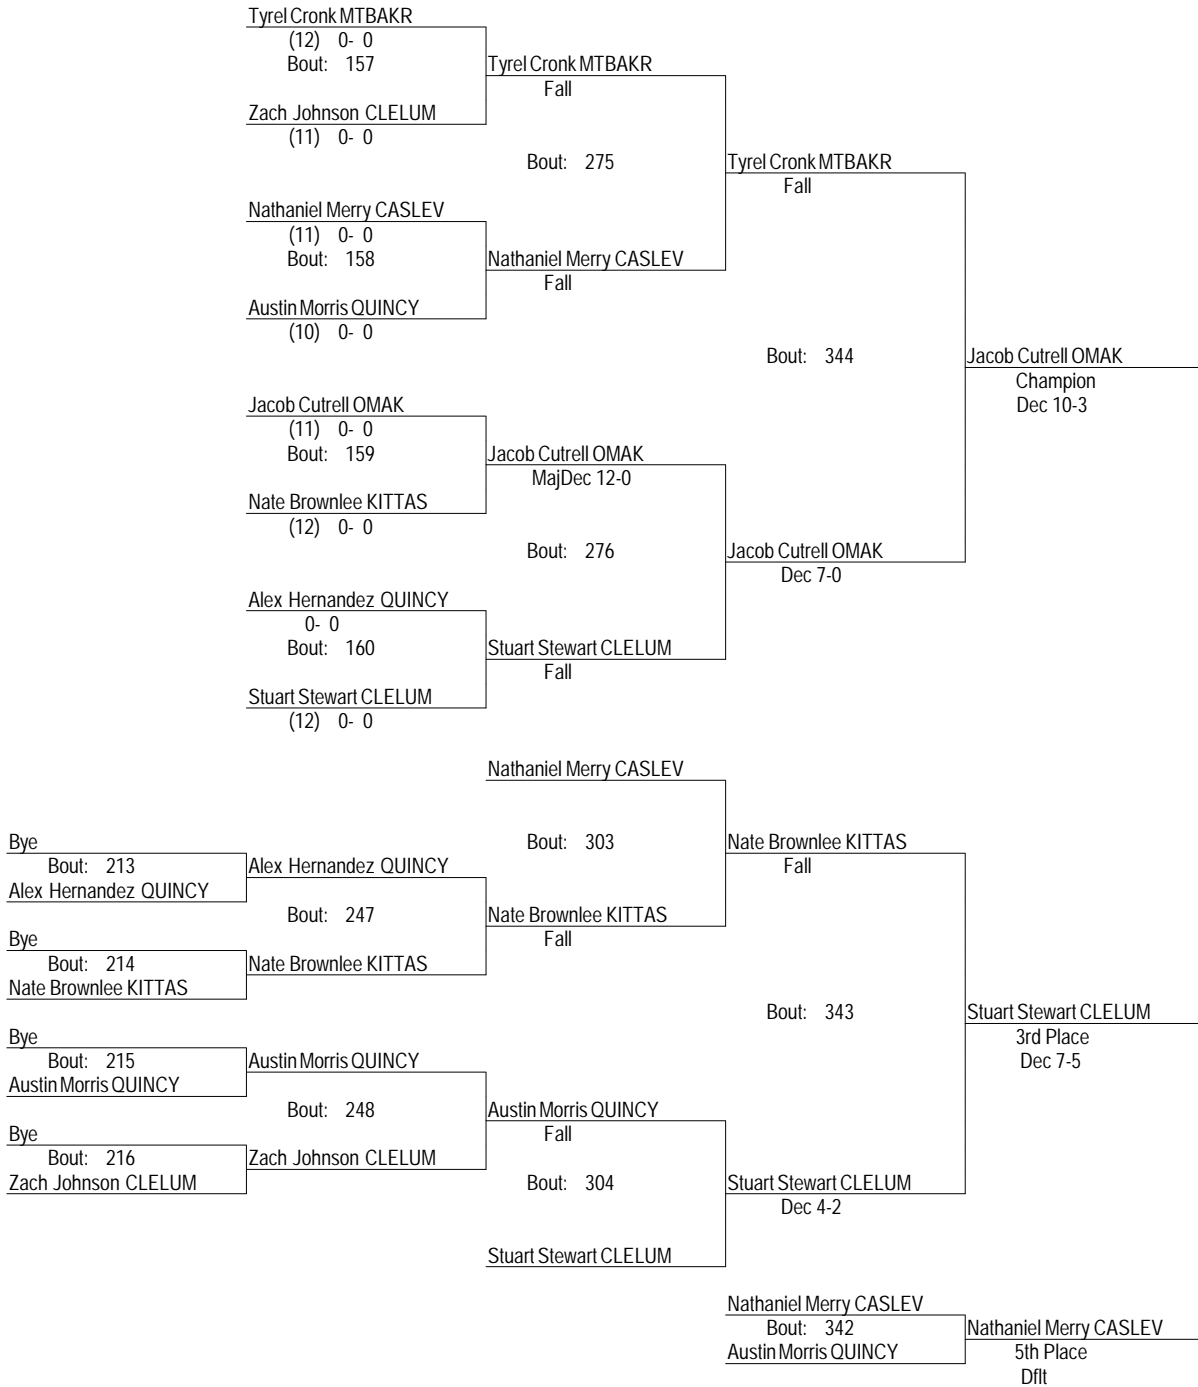 Tyrel Cronk MTBAKR
(12) 0- 0
Bout: 157
Tyrel Cronk MTBAKR
Fall
Zach Johnson CLELUM
(11) 0- 0
Bout: 275
Tyrel Cronk MTBAKR
Fall
Nathaniel Merry CASLEV
(11) 0- 0
Bout: 158
Nathaniel Merry CASLEV
Fall
Austin Morris QUINCY
(10) 0- 0
Bout: 344
Jacob Cutrell OMAK
Champion
Dec 10-3
Jacob Cutrell OMAK
(11) 0- 0
Bout: 159
Jacob Cutrell OMAK
MajDec 12-0
Nate Brownlee KITTAS
(12) 0- 0
Bout: 276
Jacob Cutrell OMAK
Dec 7-0
Alex Hernandez QUINCY
0- 0
Bout: 160
Stuart Stewart CLELUM
Fall
Stuart Stewart CLELUM
(12) 0- 0
Nathaniel Merry CASLEV
Bout: 303
Nate Brownlee KITTAS
Fall
Bye
Bout: 213
Alex Hernandez QUINCY
Alex Hernandez QUINCY
Bout: 247
Nate Brownlee KITTAS
Fall
Bye
Bout: 214
Nate Brownlee KITTAS
Nate Brownlee KITTAS
Bout: 343
Stuart Stewart CLELUM
3rd Place
Dec 7-5
Bye
Bout: 215
Austin Morris QUINCY
Austin Morris QUINCY
Bout: 248
Austin Morris QUINCY
Fall
Bye
Bout: 216
Zach Johnson CLELUM
Zach Johnson CLELUM
Bout: 304
Stuart Stewart CLELUM
Dec 4-2
Stuart Stewart CLELUM
Nathaniel Merry CASLEV
Bout: 342
Austin Morris QUINCY
Nathaniel Merry CASLEV
5th Place
Dflt